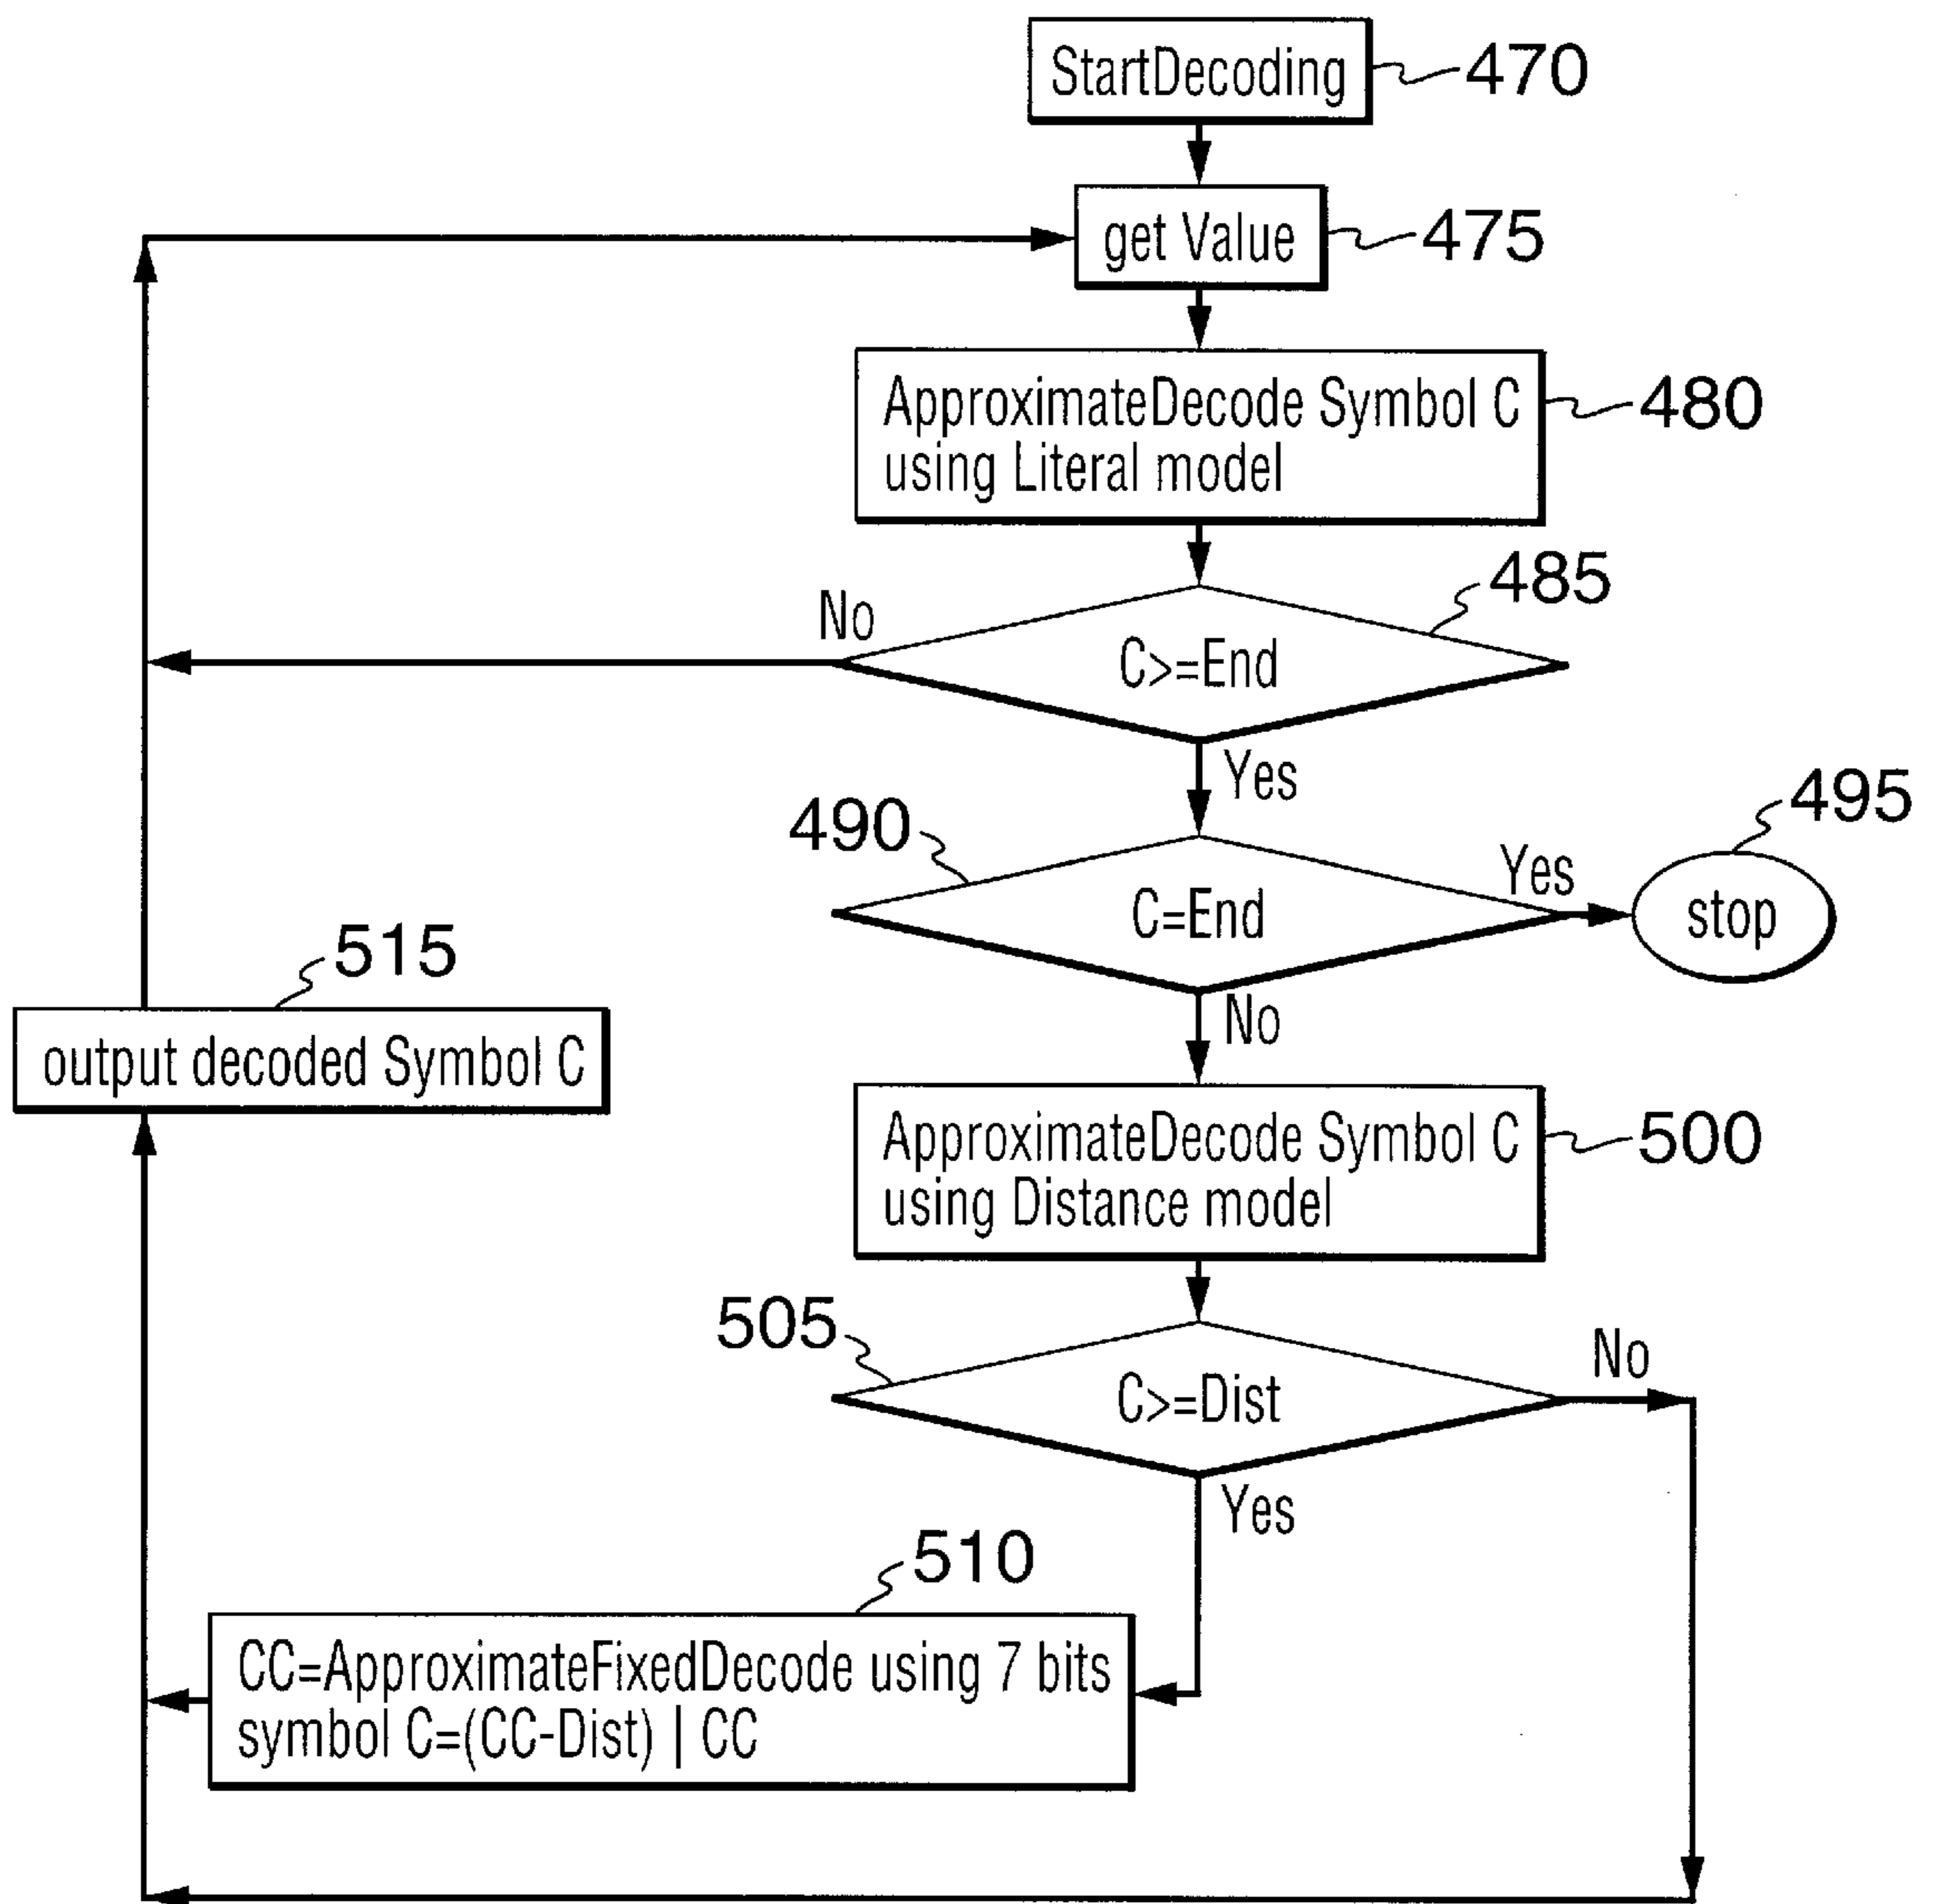 StartDecoding
470
get Value
475
ApproximateDecode Symbol C
using Literal model
480
485
No
C>=End
Yes
490
495
C=End
Yes
stop
No
515
output decoded Symbol C
ApproximateDecode Symbol C
using Distance model
500
505
No
C>=Dist
Yes
510
CC=ApproximateFixedDecode using 7 bits
symbol C=(CC-Dist) | CC